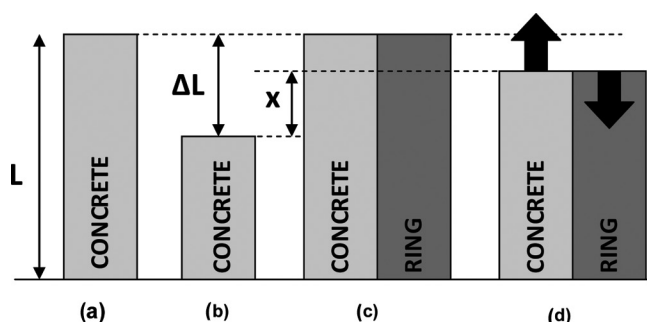 L
CONCRETE
(a)
ΔL
CONCRETE
(b)
x
CONCRETE
RING
(c)
CONCRETE
RING
(d)